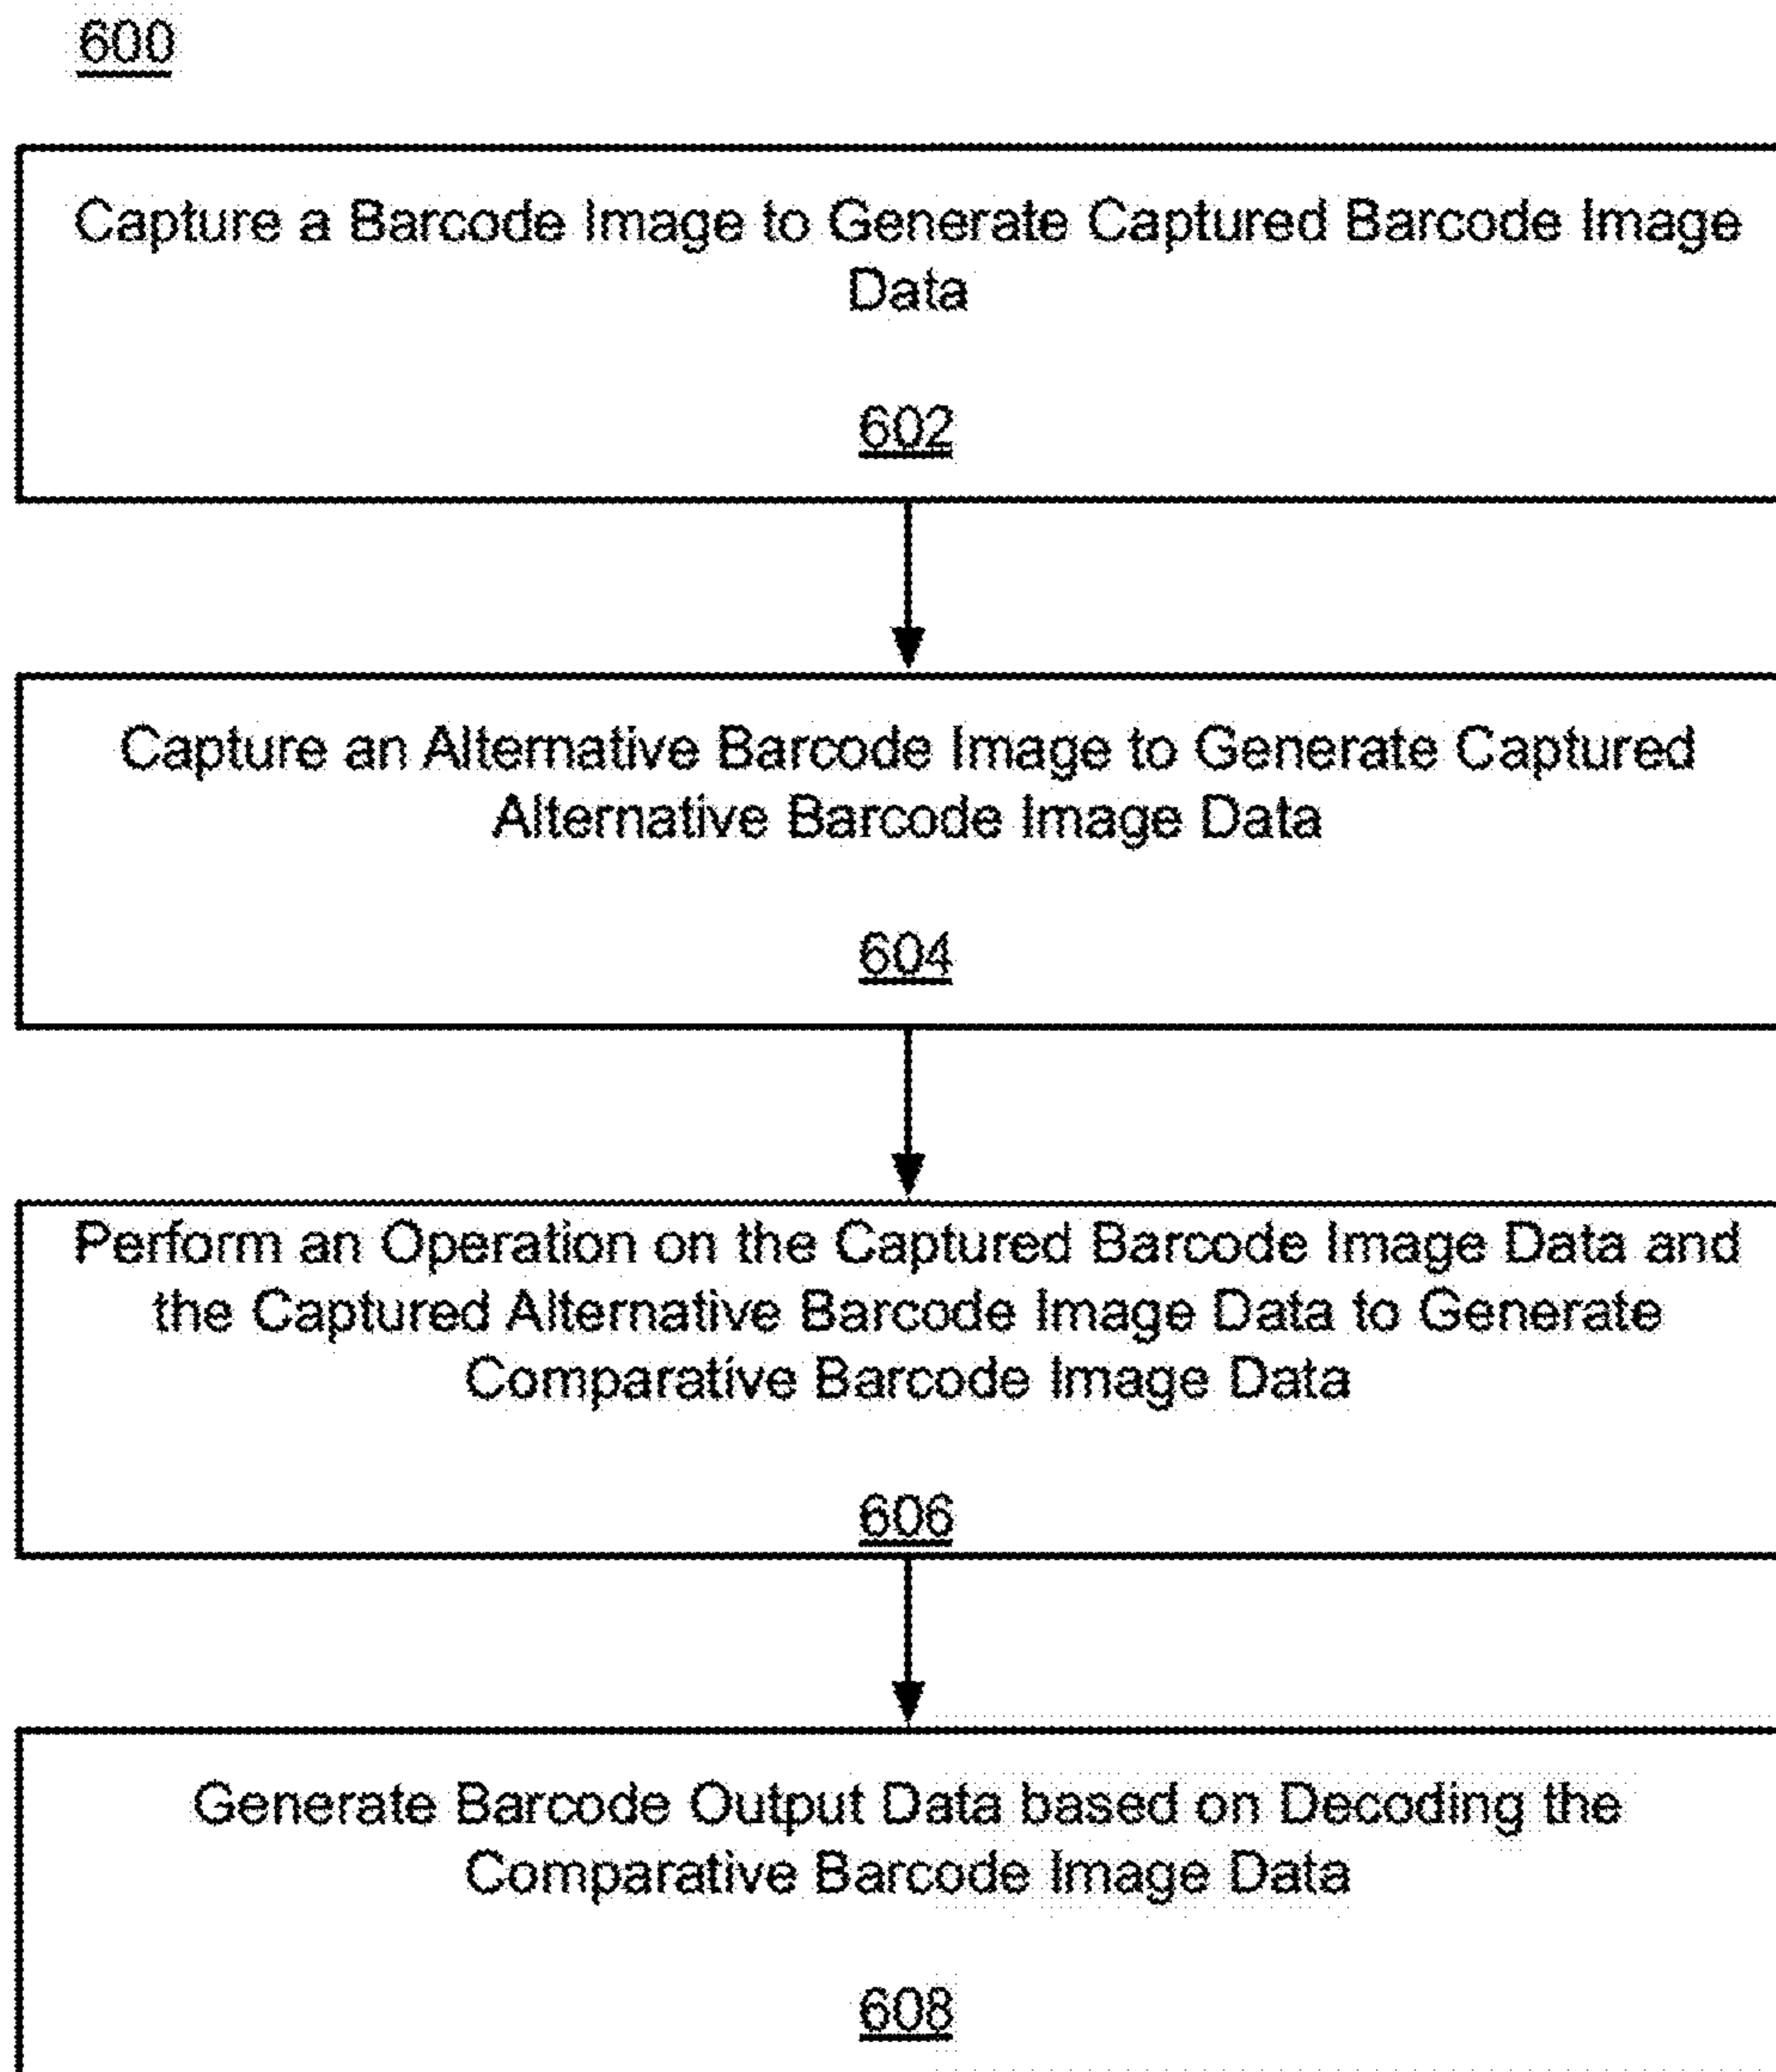 600
Capture a Barcode Image to Generate Captured Barcode Image
Data
602
Capture an Alternative Barcode Image to Generate Captured
Alternative Barcode Image Data
604
Perform an Operation on the Captured Barcode Image Data and
the Captured Alternative Barcode Image Data to Generate
Comparative Barcode Image Data
606
Generate Barcode Output Data based on Decoding the
Comparative Barcode Image Data
608